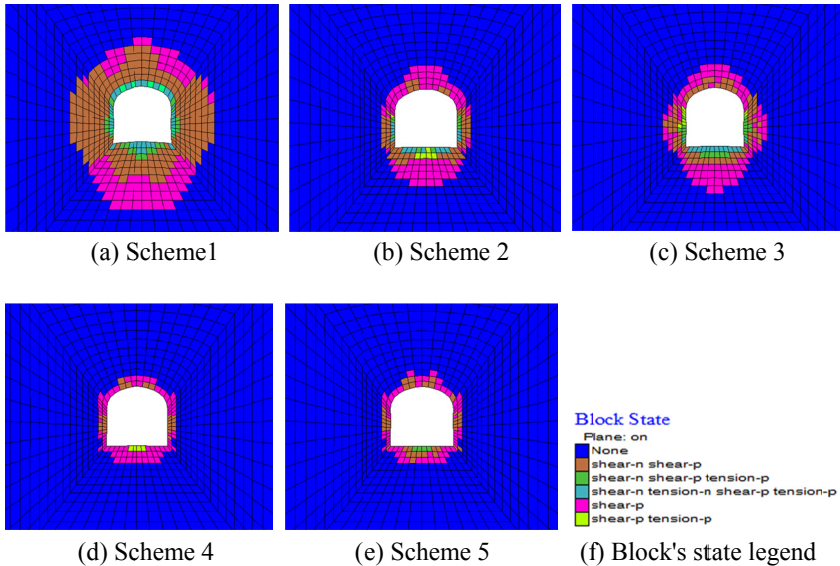 (a) Scheme1
(b) Scheme 2
(c) Scheme 3
(d) Scheme 4
(e) Scheme 5
Block State
Plane: on
None
shear-n shear-p
shear-n shear-p tension-p
shear-n tension-n shear-p tension-p
shear-p
shear-p tension-p
(f) Block's state legend